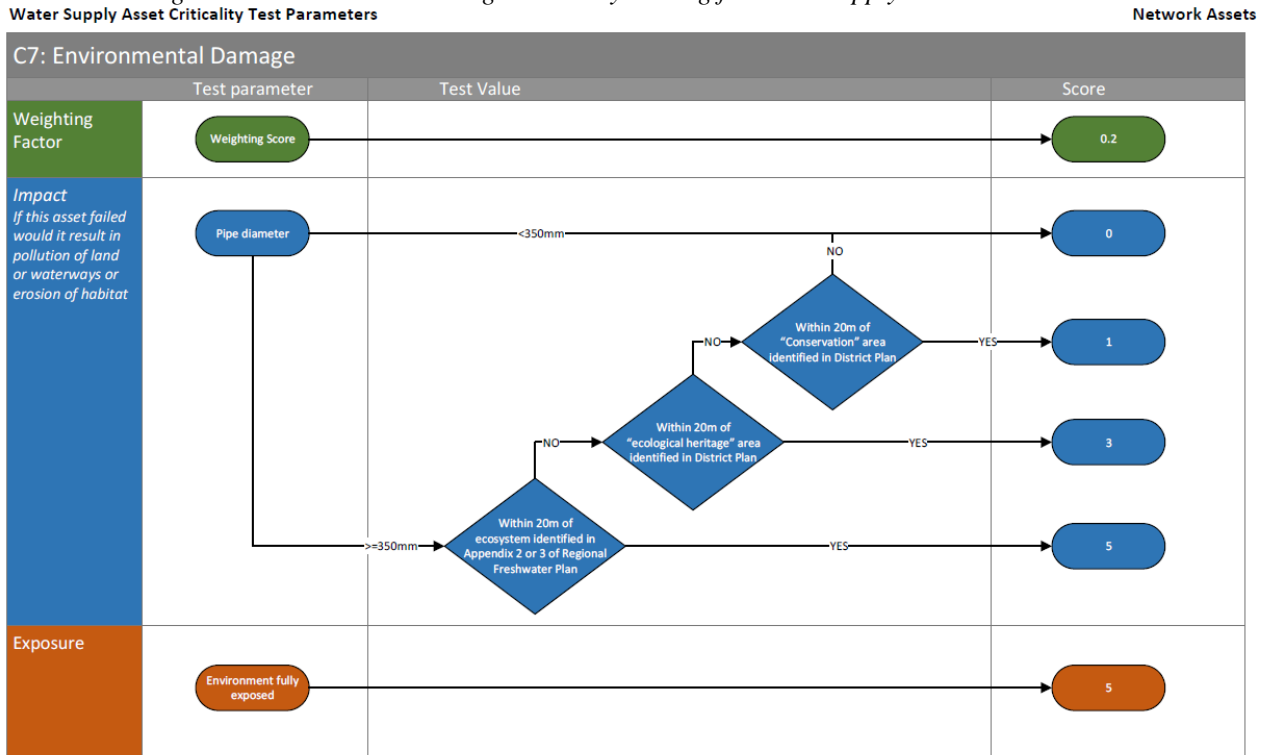 Water Supply Asset Criticality Test Parameters
Network Assets
C7: Environmental Damage
Test parameter
Test Value
Score
Weighting
Factor
Weighting Score
0.2
Impact
If this asset failed
would it result in
pollution of land
or waterways or
erosion of habitat
Pipe diameter
<350mm
0
NO
Within 20m of
“Conservation” area
identified in District Plan
NO
YES
1
Within 20m of
“ecological heritage” area
identified in District Plan
NO
YES
3
Within 20m of
ecosystem identified in
Appendix 2 or 3 of Regional
Freshwater Plan
>=350mm
YES
5
Exposure
Environment fully
exposed
5